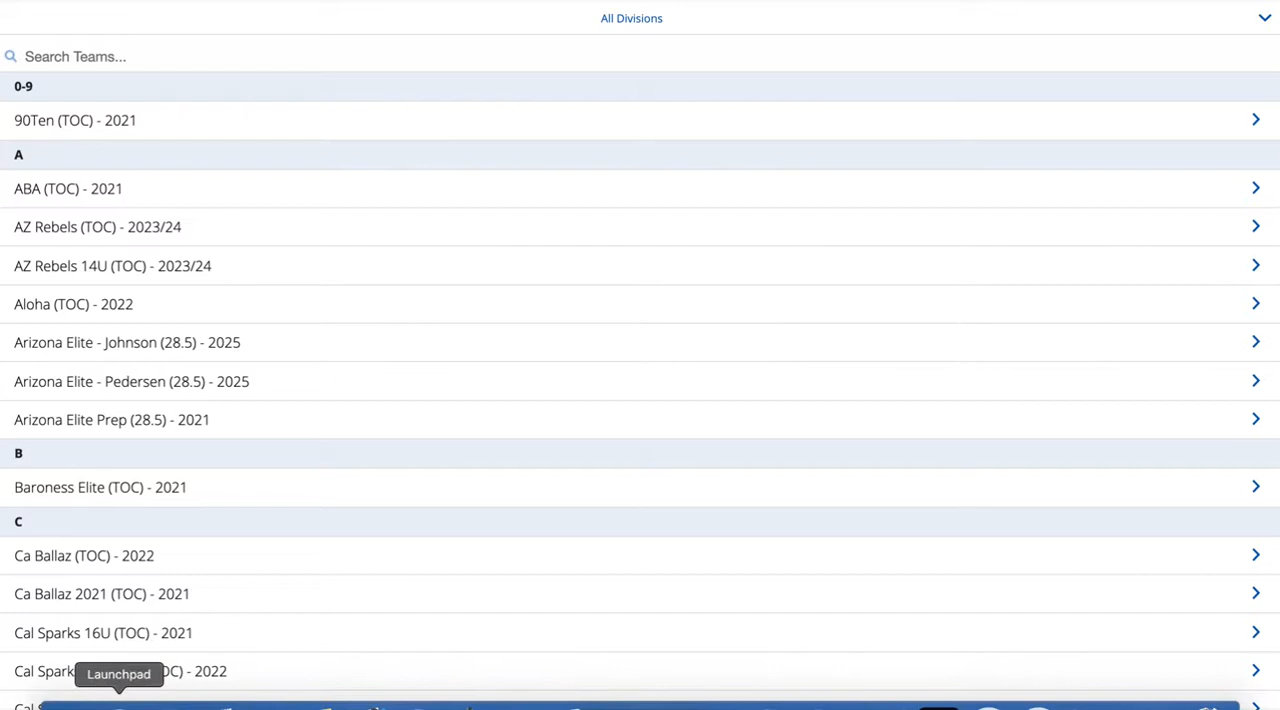 All Divisions
Search Teams...
0-9
90Ten (TOC) - 2021
A
ABA (TOC) - 2021
AZ Rebels (TOC) - 2023/24
AZ Rebels 14U (TOC) - 2023/24
Aloha (TOC) - 2022
Arizona Elite - Johnson (28.5) - 2025
Arizona Elite - Pedersen (28.5) - 2025
Arizona Elite Prep (28.5) - 2021
B
Baroness Elite (TOC) - 2021
C
Ca Ballaz (TOC) - 2022
Ca Ballaz 2021 (TOC) - 2021
Cal Sparks 16U (TOC) - 2021
Cal - 2022
Launchpad
Cal